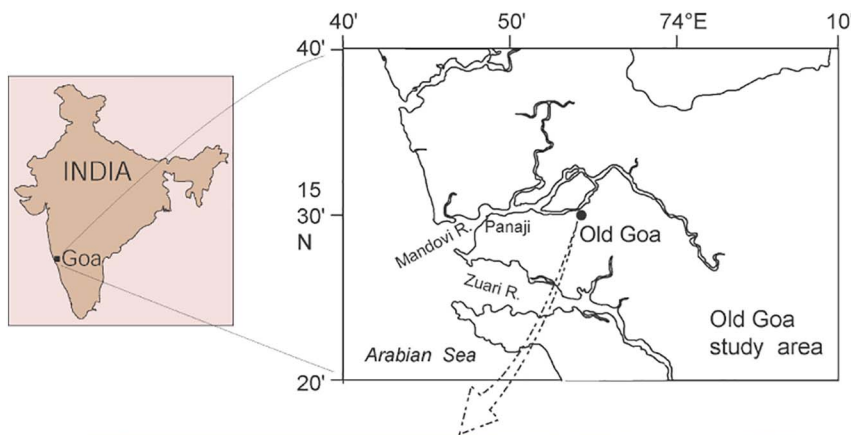 40' 50' 74°E 10'
40'
INDIA
Goa
15
30'
N
Mandovi R.
Panaji
Old Goa
Zuari R.
Old Goa
study area
Arabian Sea
20'